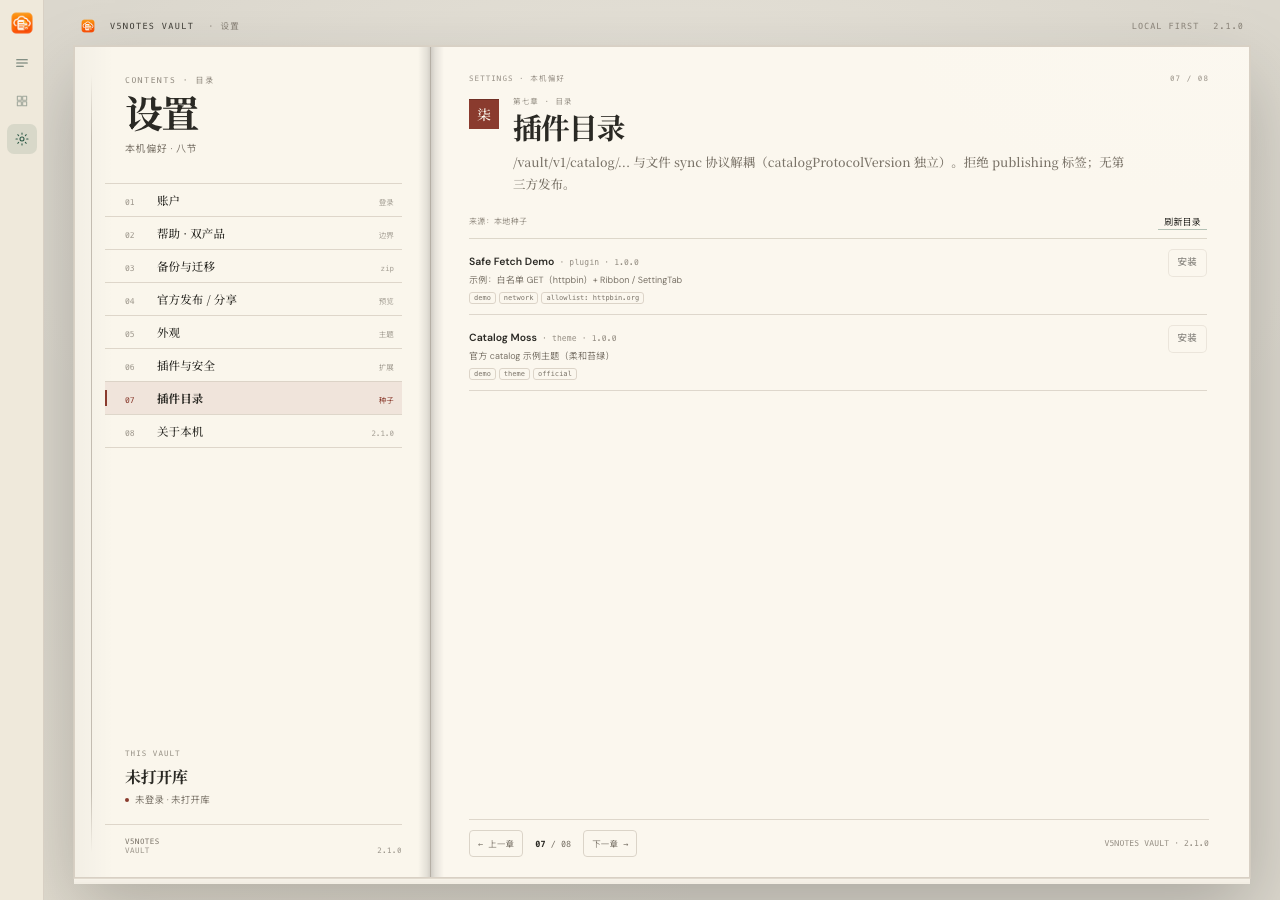 V5NOTES VAULT · 设置
LOCAL FIRST 2.1.0
CONTENTS · 目录
设置
本机偏好 · 八节
01 账户 登录
02 帮助 · 双产品 边界
03 备份与迁移 zip
04 官方发布 / 分享 预览
05 外观 主题
06 插件与安全 扩展
07 插件目录 种子
08 关于本机 2.1.0
THIS VAULT
未打开库
未登录 · 未打开库
V5NOTES
VAULT
2.1.0
SETTINGS · 本机偏好
07 / 08
柒
第七章 · 目录
插件目录
/vault/v1/catalog/... 与文件 sync 协议解耦（catalogProtocolVersion 独立）。拒绝 publishing 标签；无第
三方发布。
来源：本地种子
刷新目录
Safe Fetch Demo · plugin · 1.0.0
安装
示例：白名单 GET（httpbin）+ Ribbon / SettingTab
demo network allowlist: httpbin.org
Catalog Moss · theme · 1.0.0
安装
官方 catalog 示例主题（柔和苔绿）
demo theme official
← 上一章
07 / 08
下一章 →
V5NOTES VAULT · 2.1.0